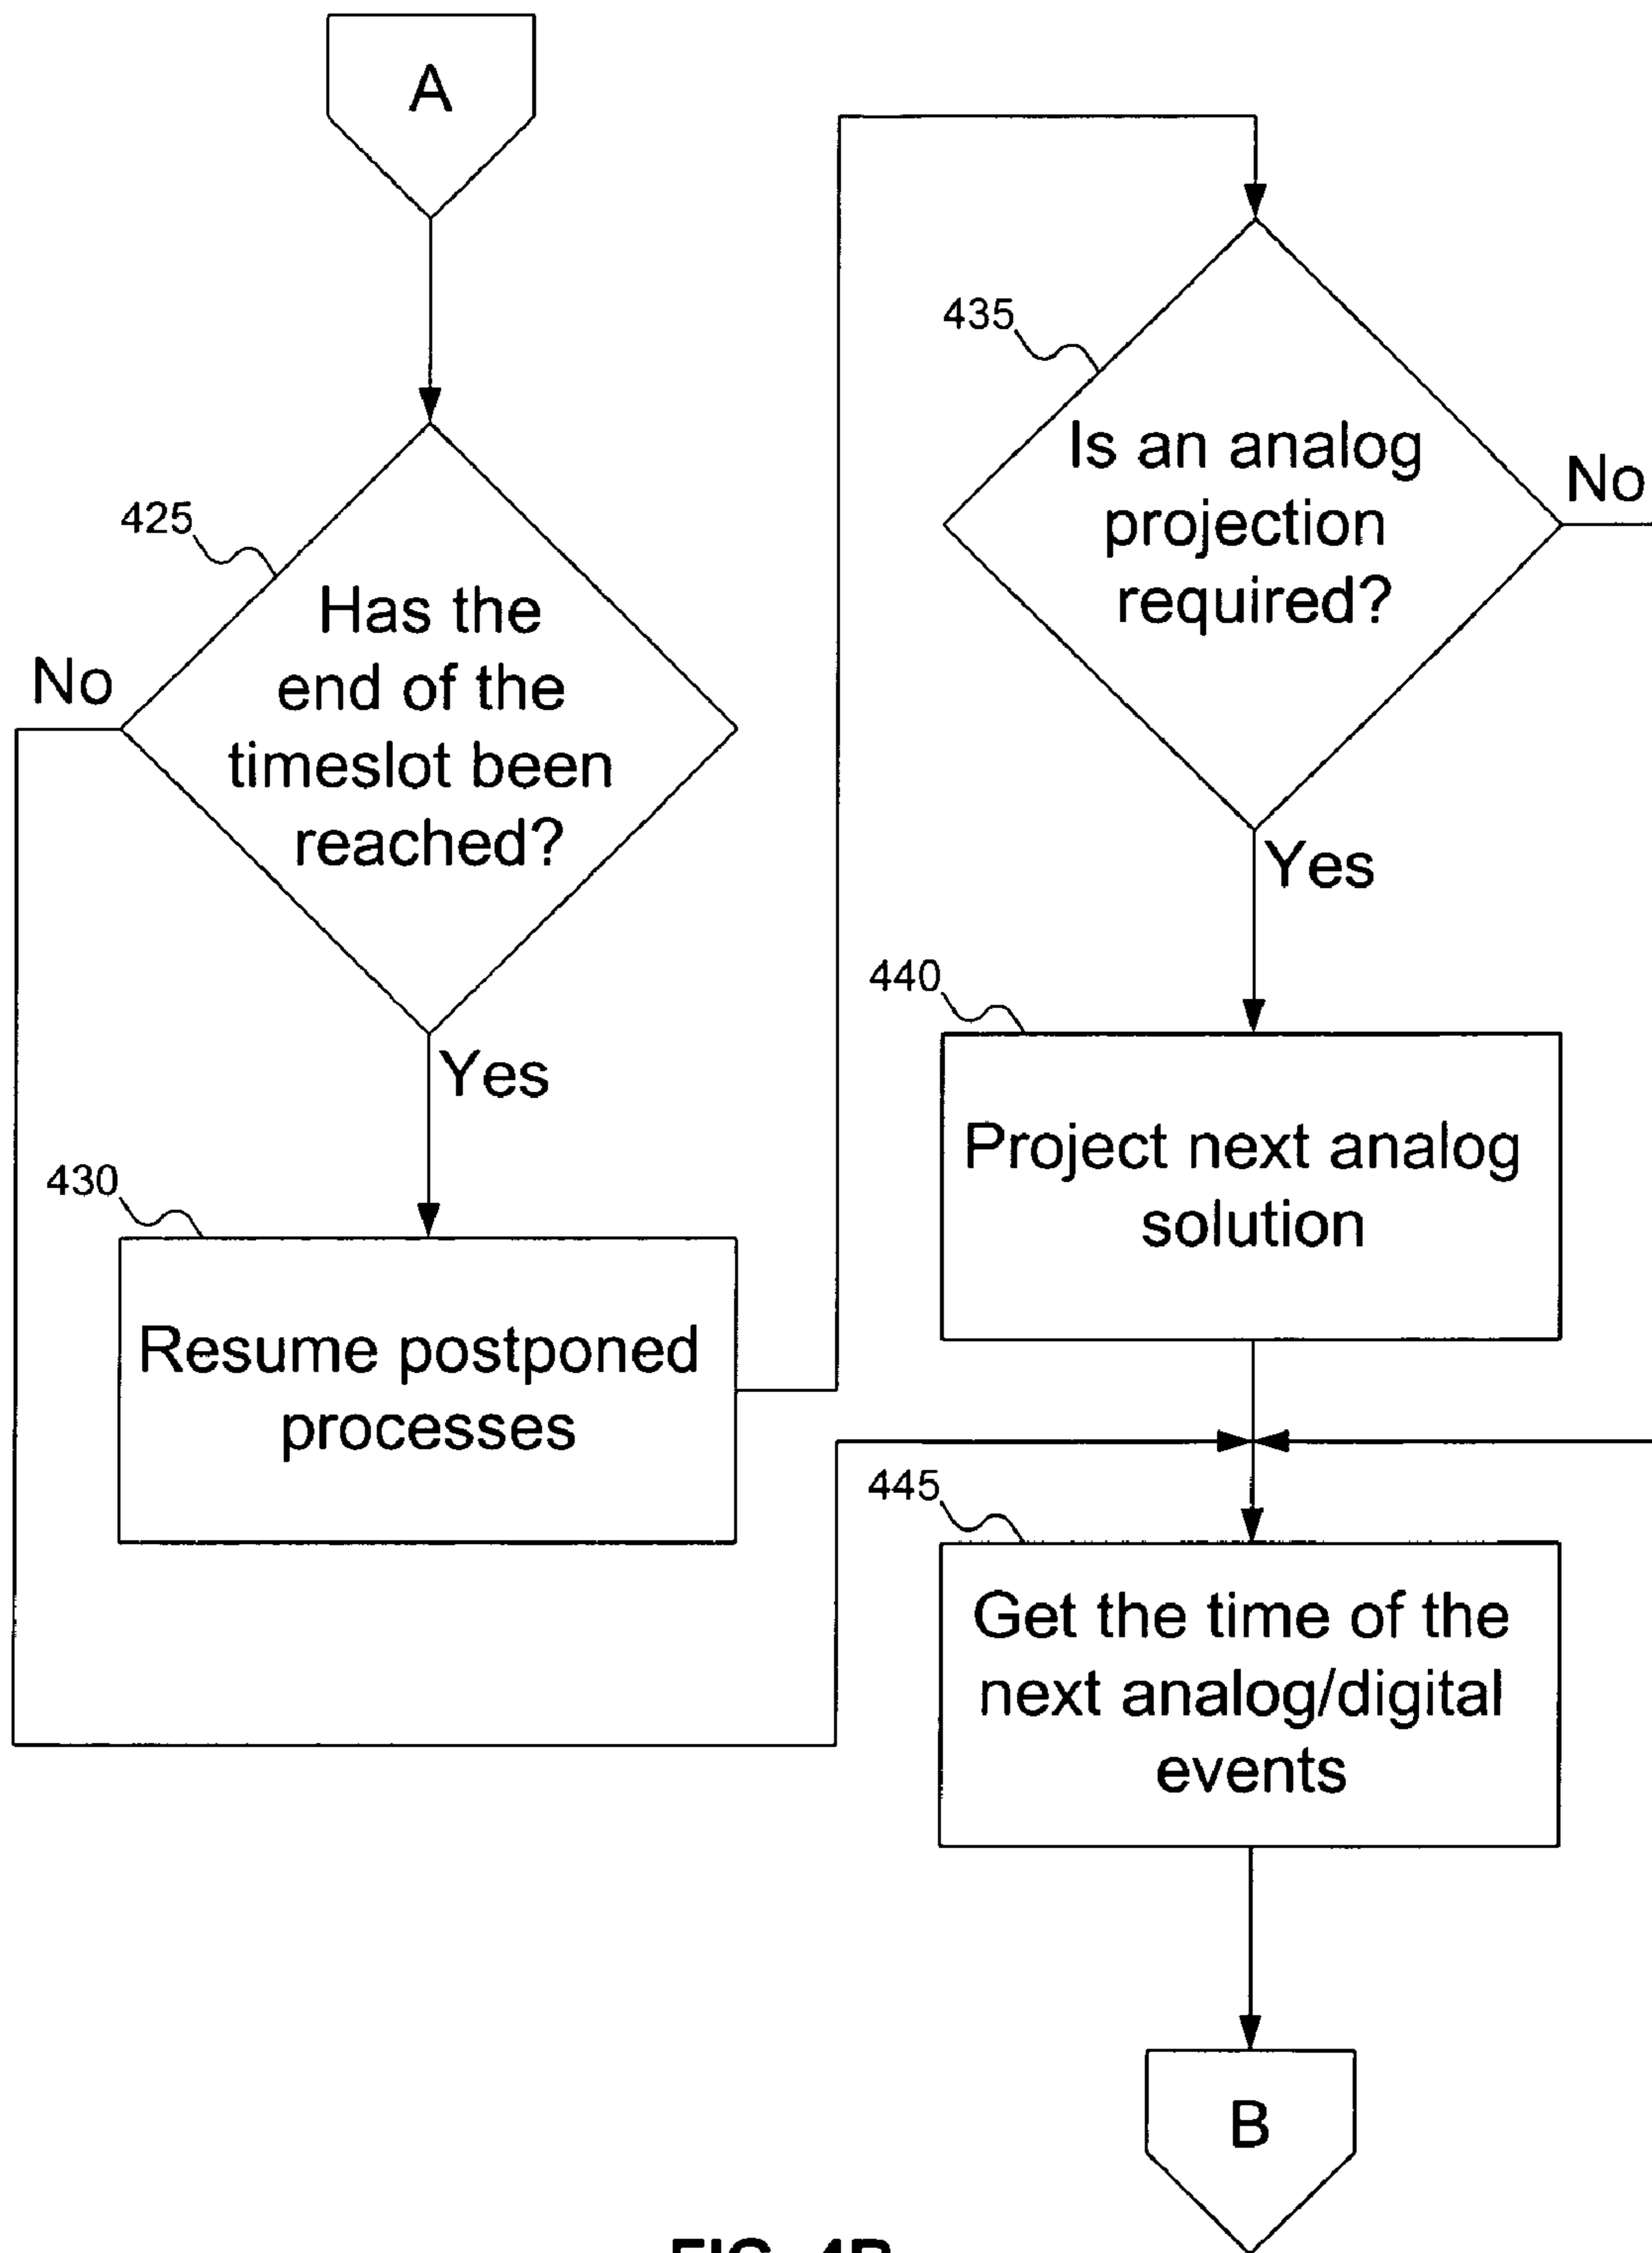 A
425
Has the
end of the
timeslot been
reached?
No
Yes
430
Resume postponed
processes
435
Is an analog
projection
required?
No
Yes
440
Project next analog
solution
445
Get the time of the
next analog/digital
events
B